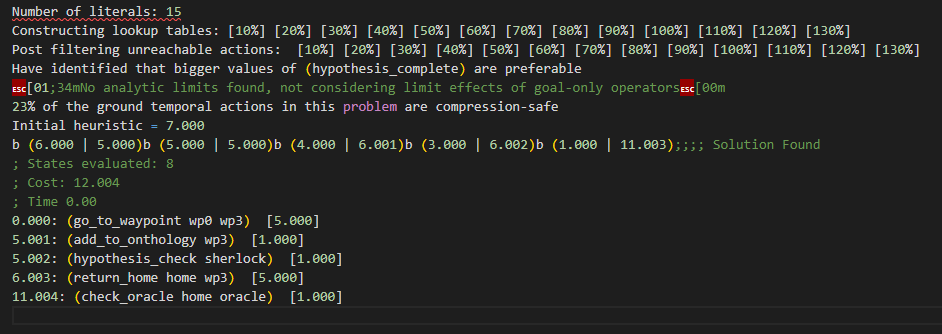 Number of literals: 15
Constructing lookup tables: [10%] [20%] [30%] [40%] [50%] [60%] [70%] [80%] [90%] [100%] [110%] [120%] [130%]
Post filtering unreachable actions:  [10%] [20%] [30%] [40%] [50%] [60%] [70%] [80%] [90%] [100%] [110%] [120%] [130%]
Have identified that bigger values of (hypothesis_complete) are preferable
ESC[01;34mNo analytic limits found, not considering limit effects of goal-only operatorsESC[00m
23% of the ground temporal actions in this problem are compression-safe
Initial heuristic = 7.000
b (6.000 | 5.000)b (5.000 | 5.000)b (4.000 | 6.001)b (3.000 | 6.002)b (1.000 | 11.003);;;; Solution Found
; States evaluated: 8
; Cost: 12.004
; Time 0.00
0.000: (go_to_waypoint wp0 wp3)  [5.000]
5.001: (add_to_onthology wp3)  [1.000]
5.002: (hypothesis_check sherlock)  [1.000]
6.003: (return_home home wp3)  [5.000]
11.004: (check_oracle home oracle)  [1.000]